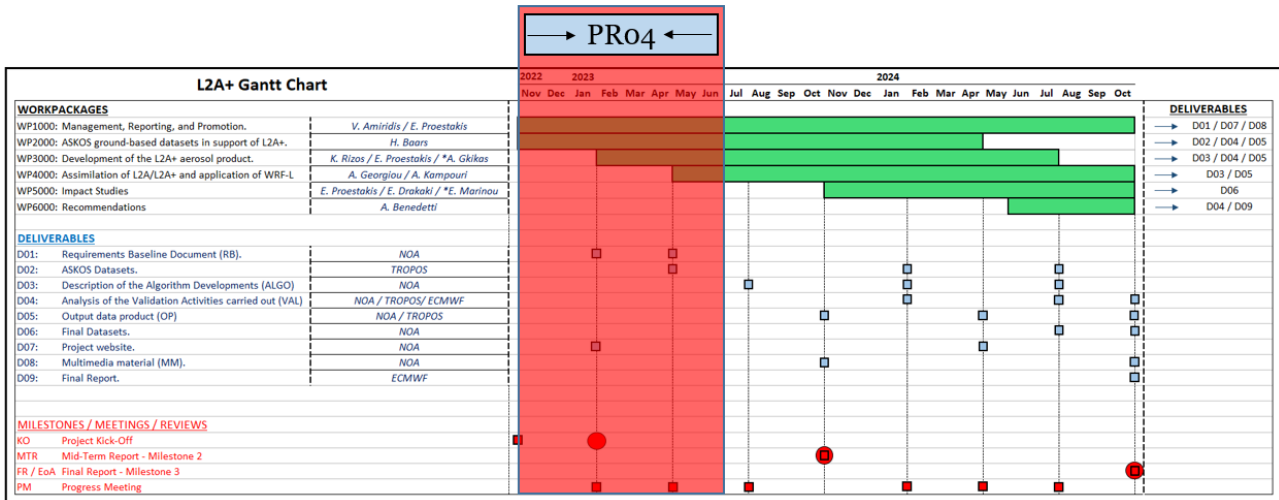 PR04
L2A+ Gantt Chart
2022 2023 2024
Nov Dec Jan Feb Mar Apr May Jun Jul Aug Sep Oct Nov Dec Jan Feb Mar Apr May Jun Jul Aug Sep Oct
WORKPACKAGES DELIVERABLES
WP1000: Management, Reporting, and Promotion. V. Amiridis / E. Proestakis D01 / D07 / D08
WP2000: ASKOS ground-based datasets in support of L2A+. H. Baars D02 / D04 / D05
WP3000: Development of the L2A+ aerosol product. K. Rizos / E. Proestakis / *A. Gkikas D03 / D04 / D05
WP4000: Assimilation of L2A/L2A+ and application of WRF-L A. Georgiou / A. Kampouri D03 / D05
WP5000: Impact Studies E. Proestakis / E. Drakaki / *E. Marinou D06
WP6000: Recommendations A. Benedetti D04 / D09
DELIVERABLES
D01: Requirements Baseline Document (RB). NOA
D02: ASKOS Datasets. TROPOS
D03: Description of the Algorithm Developments (ALGO) NOA
D04: Analysis of the Validation Activities carried out (VAL) NOA / TROPOS/ ECMWF
D05: Output data product (OP) NOA / TROPOS
D06: Final Datasets. NOA
D07: Project website. NOA
D08: Multimedia material (MM). NOA
D09: Final Report. ECMWF
MILESTONES / MEETINGS / REVIEWS
KO Project Kick-Off
MTR Mid-Term Report - Milestone 2
FR / EoA Final Report - Milestone 3
PM Progress Meeting